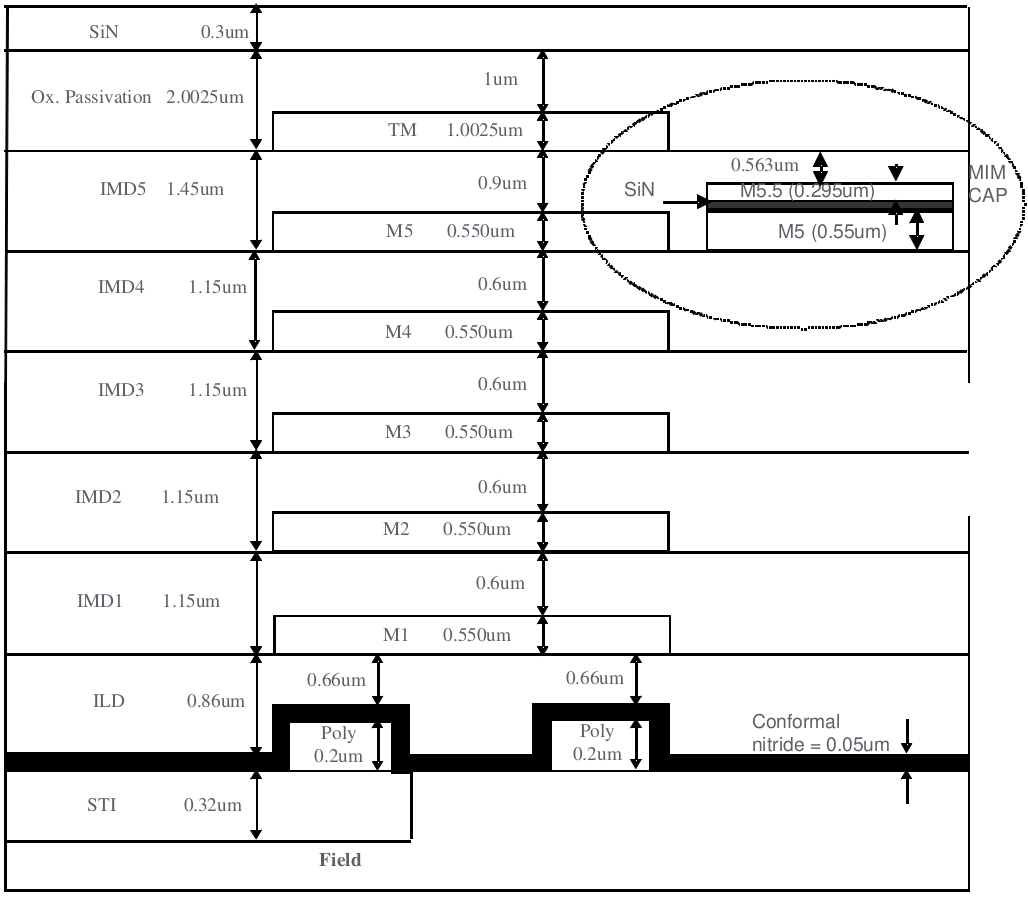 SiN 0.3um
1um
Ox. Passivation 2.0025um
TM 1.0025um
0.563um
MIM
CAP
IMD5 1.45um
0.9um
SiN
M5.5 (0.295um)
M5 0.550um
M5 (0.55um)
IMD4 1.15um
0.6um
M4 0.550um
IMD3 1.15um
0.6um
M3 0.550um
IMD2 1.15um
0.6um
M2 0.550um
IMD1 1.15um
0.6um
M1 0.550um
0.66um
0.66um
ILD 0.86um
Poly
0.2um
Poly
0.2um
Conformal
nitride = 0.05um
STI 0.32um
Field